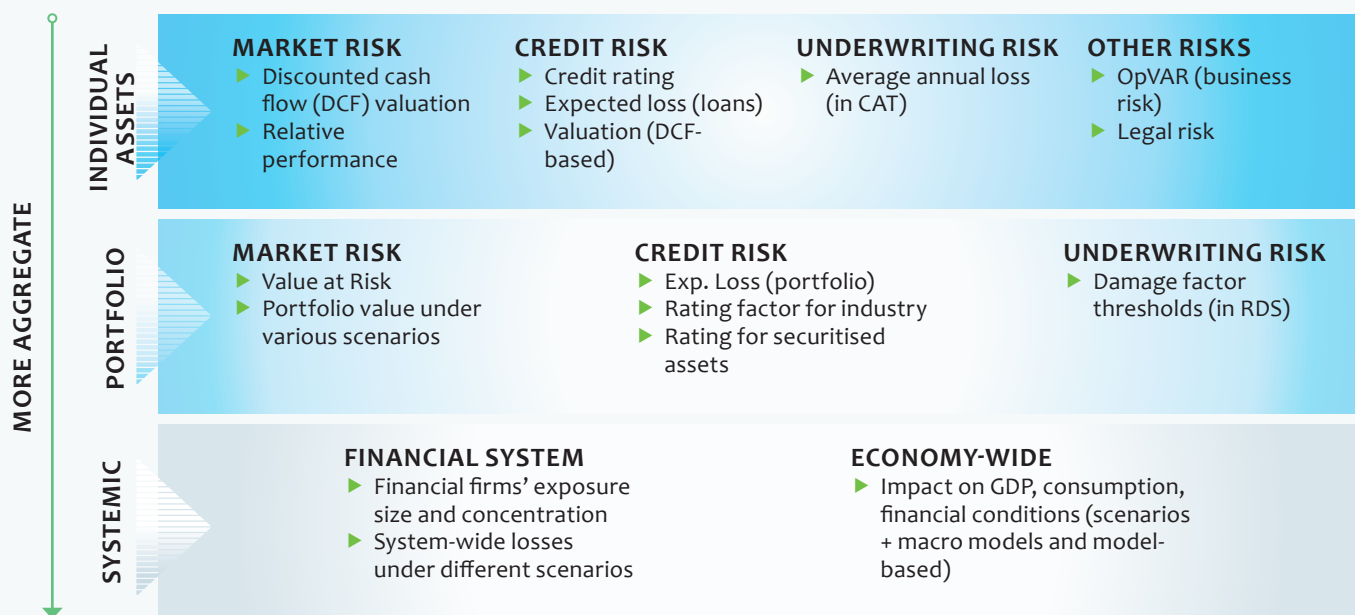 MORE AGGREGATE
INDIVIDUAL
ASSETS
MARKET RISK
Discounted cash
flow (DCF) valuation
Relative
performance
CREDIT RISK
Credit rating
Expected loss (loans)
Valuation (DCF-
based)
UNDERWRITING RISK
Average annual loss
(in CAT)
OTHER RISKS
OpVAR (business
risk)
Legal risk
PORTFOLIO
MARKET RISK
Value at Risk
Portfolio value under
various scenarios
CREDIT RISK
Exp. Loss (portfolio)
Rating factor for industry
Rating for securitised
assets
UNDERWRITING RISK
Damage factor
thresholds (in RDS)
SYSTEMIC
FINANCIAL SYSTEM
Financial firms’ exposure
size and concentration
System-wide losses
under different scenarios
ECONOMY-WIDE
Impact on GDP, consumption,
financial conditions (scenarios
+ macro models and model-
based)